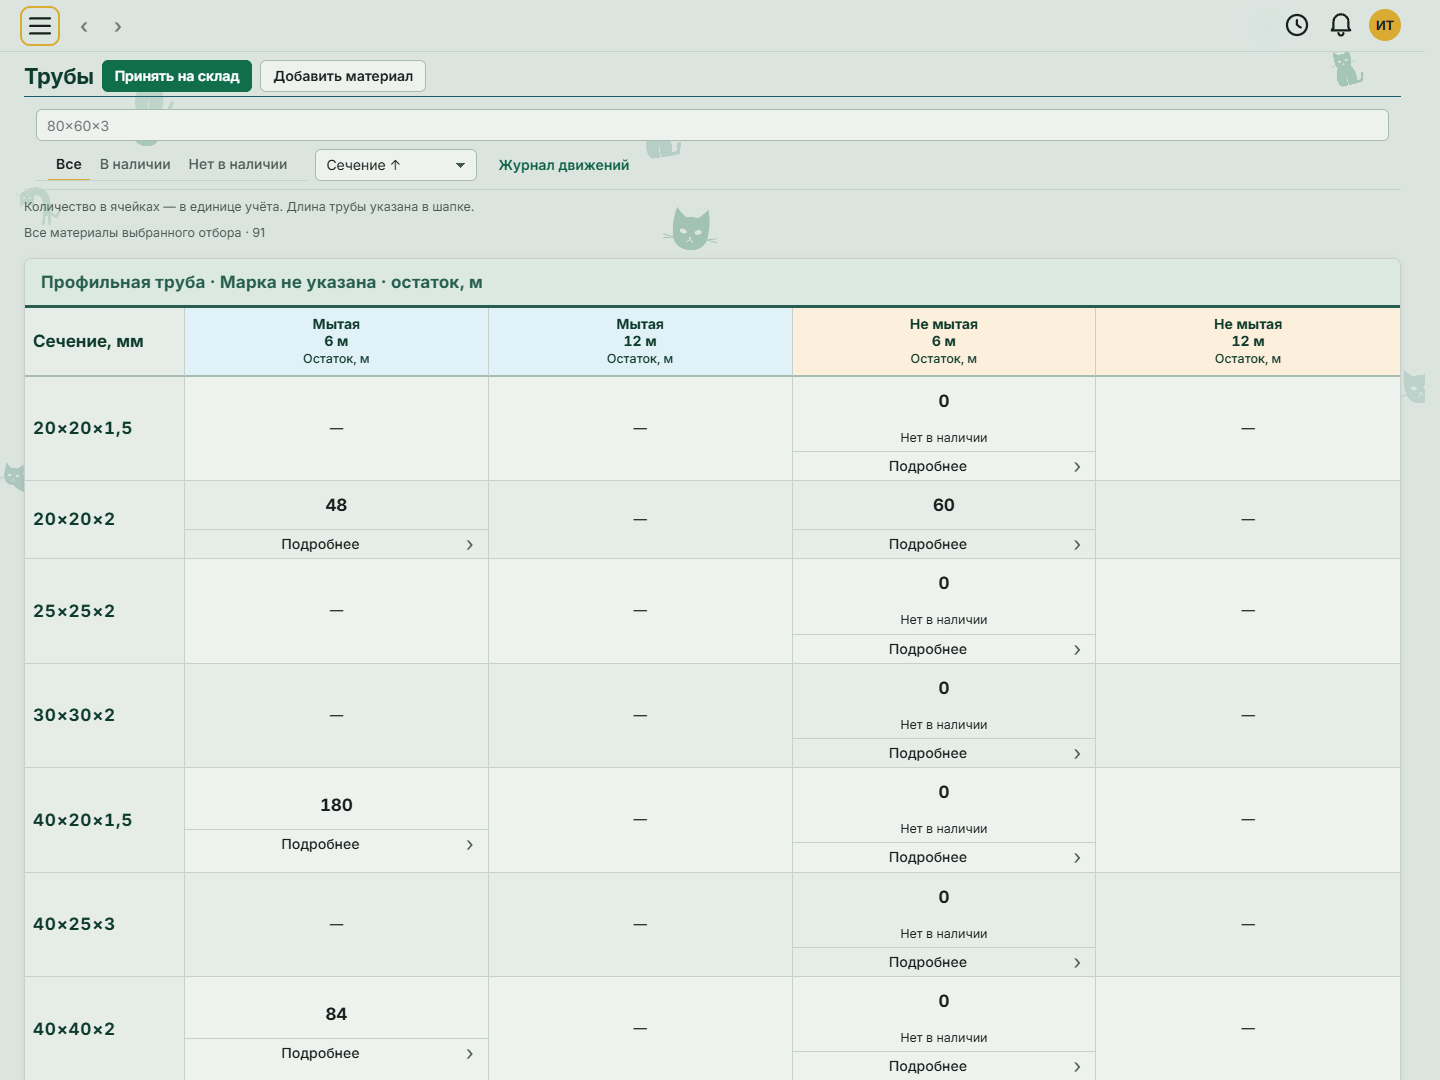 ИТ
Трубы
Принять на склад
Добавить материал
80×60×3
Все
В наличии
Нет в наличии
Сечение ↑
Журнал движений
Количество в ячейках — в единице учёта. Длина трубы указана в шапке.
Все материалы выбранного отбора · 91
Профильная труба · Марка не указана · остаток, м
Сечение, мм
Мытая
6 м
Остаток, м
Мытая
12 м
Остаток, м
Не мытая
6 м
Остаток, м
Не мытая
12 м
Остаток, м
20×20×1,5
—
—
0
Нет в наличии
Подробнее
—
20×20×2
48
Подробнее
—
60
Подробнее
—
25×25×2
—
—
0
Нет в наличии
Подробнее
—
30×30×2
—
—
0
Нет в наличии
Подробнее
—
40×20×1,5
180
Подробнее
—
0
Нет в наличии
Подробнее
—
40×25×3
—
—
0
Нет в наличии
Подробнее
—
40×40×2
84
Подробнее
—
0
Нет в наличии
Подробнее
—